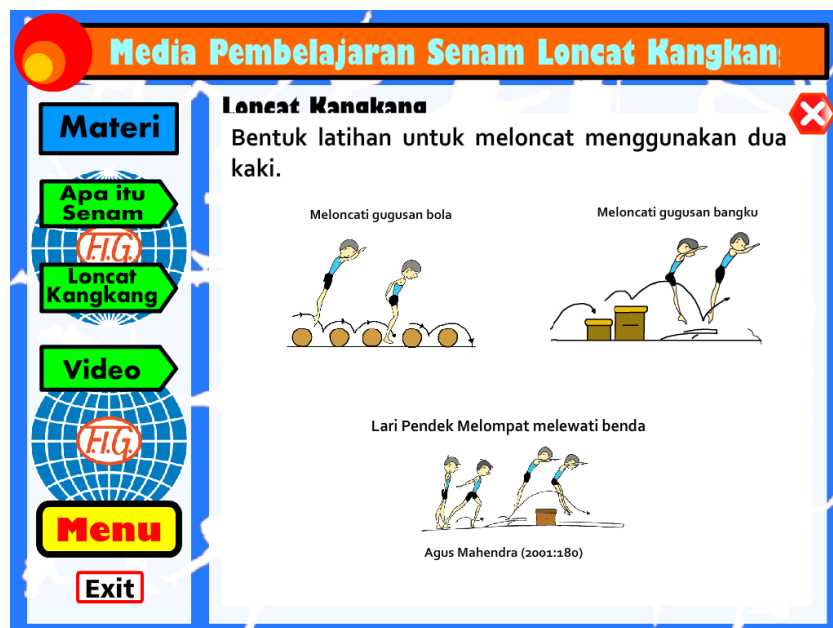 Media Pembelajaran Senam Loncat Kangkan
Loncat Kangkang
Materi
Bentuk latihan untuk meloncat menggunakan dua
kaki.
Apa itu
Senam
F.I.G.
Loncat
Kangkang
Video
F.I.G.
Menu
Exit
Meloncati gugusan bola
Meloncati gugusan bangku
Lari Pendek Melompat melewati benda
Agus Mahendra (2001:180)